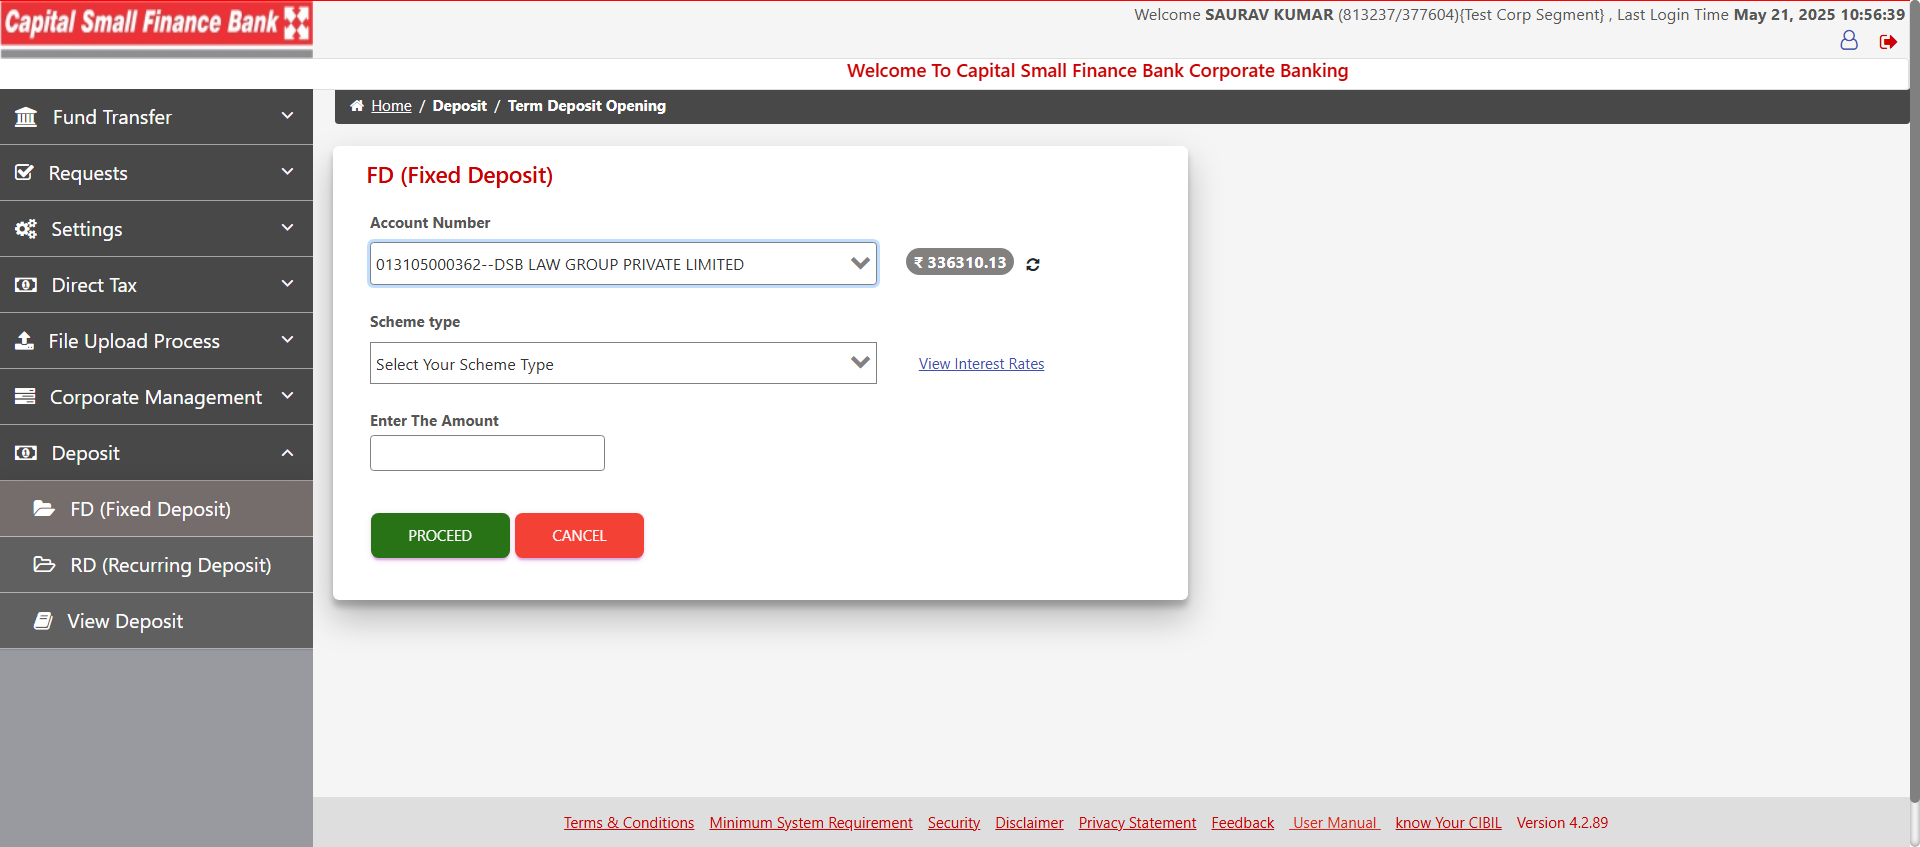 Capital Small Finance Bank
Welcome SAURAV KUMAR (813237/377604){Test Corp Segment} , Last Login Time May 21, 2025 10:56:39
Welcome To Capital Small Finance Bank Corporate Banking
Home / Deposit / Term Deposit Opening
Fund Transfer
Requests
Settings
Direct Tax
File Upload Process
Corporate Management
Deposit
FD (Fixed Deposit)
RD (Recurring Deposit)
View Deposit
FD (Fixed Deposit)
Account Number
013105000362--DSB LAW GROUP PRIVATE LIMITED
₹ 336310.13
Scheme type
Select Your Scheme Type
View Interest Rates
Enter The Amount
PROCEED CANCEL
Terms & Conditions Minimum System Requirement Security Disclaimer Privacy Statement Feedback User Manual know Your CIBIL Version 4.2.89